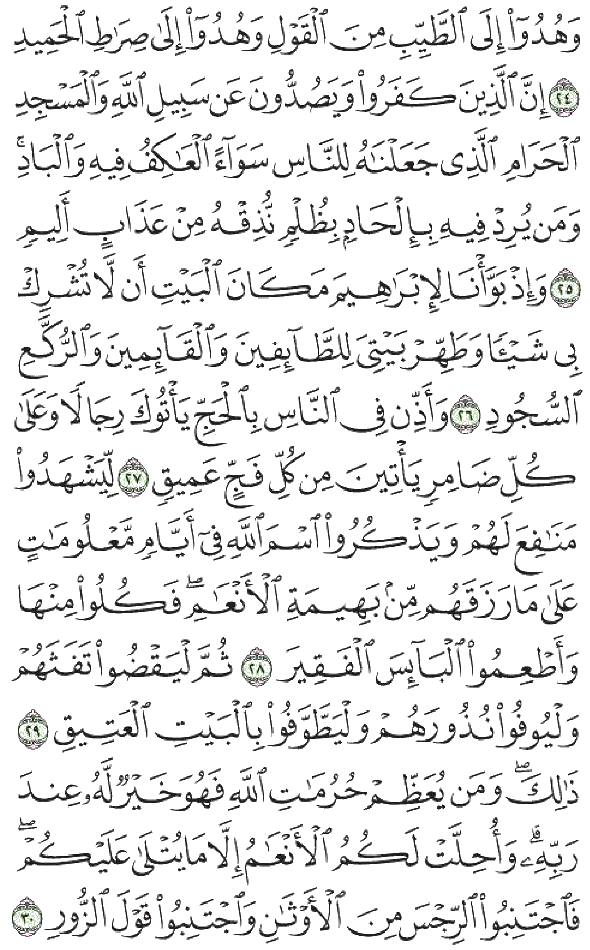 وَهُدُوٓا۟ إِلَى ٱلطَّيِّبِ مِنَ ٱلْقَوْلِ وَهُدُوٓا۟ إِلَىٰ صِرَٰطِ ٱلْحَمِيدِ
٢٤ إِنَّ ٱلَّذِينَ كَفَرُوا۟ وَيَصُدُّونَ عَن سَبِيلِ ٱللَّهِ وَٱلْمَسْجِدِ
ٱلْحَرَامِ ٱلَّذِى جَعَلْنَٰهُ لِلنَّاسِ سَوَآءً ٱلْعَٰكِفُ فِيهِ وَٱلْبَادِ ۚ
وَمَن يُرِدْ فِيهِ بِإِلْحَادٍۭ بِظُلْمٍ نُّذِقْهُ مِنْ عَذَابٍ أَلِيمٍ
٢٥ وَإِذْ بَوَّأْنَا لِإِبْرَٰهِيمَ مَكَانَ ٱلْبَيْتِ أَن لَّا تُشْرِكْ
بِى شَيْـًٔا وَطَهِّرْ بَيْتِىَ لِلطَّآئِفِينَ وَٱلْقَآئِمِينَ وَٱلرُّكَّعِ
ٱلسُّجُودِ ٢٦ وَأَذِّن فِى ٱلنَّاسِ بِٱلْحَجِّ يَأْتُوكَ رِجَالًا وَعَلَىٰ
كُلِّ ضَامِرٍ يَأْتِينَ مِن كُلِّ فَجٍّ عَمِيقٍ ٢٧ لِّيَشْهَدُوا۟
مَنَٰفِعَ لَهُمْ وَيَذْكُرُوا۟ ٱسْمَ ٱللَّهِ فِىٓ أَيَّامٍ مَّعْلُومَٰتٍ
عَلَىٰ مَا رَزَقَهُم مِّنۢ بَهِيمَةِ ٱلْأَنْعَٰمِ ۖ فَكُلُوا۟ مِنْهَا
وَأَطْعِمُوا۟ ٱلْبَآئِسَ ٱلْفَقِيرَ ٢٨ ثُمَّ لْيَقْضُوا۟ تَفَثَهُمْ
وَلْيُوفُوا۟ نُذُورَهُمْ وَلْيَطَّوَّفُوا۟ بِٱلْبَيْتِ ٱلْعَتِيقِ ٢٩
ذَٰلِكَ ۖ وَمَن يُعَظِّمْ حُرُمَٰتِ ٱللَّهِ فَهُوَ خَيْرٌ لَّهُۥ عِندَ
رَبِّهِۦ ۗ وَأُحِلَّتْ لَكُمُ ٱلْأَنْعَٰمُ إِلَّا مَا يُتْلَىٰ عَلَيْكُمْ ۖ
فَٱجْتَنِبُوا۟ ٱلرِّجْسَ مِنَ ٱلْأَوْثَٰنِ وَٱجْتَنِبُوا۟ قَوْلَ ٱلزُّورِ ٣٠